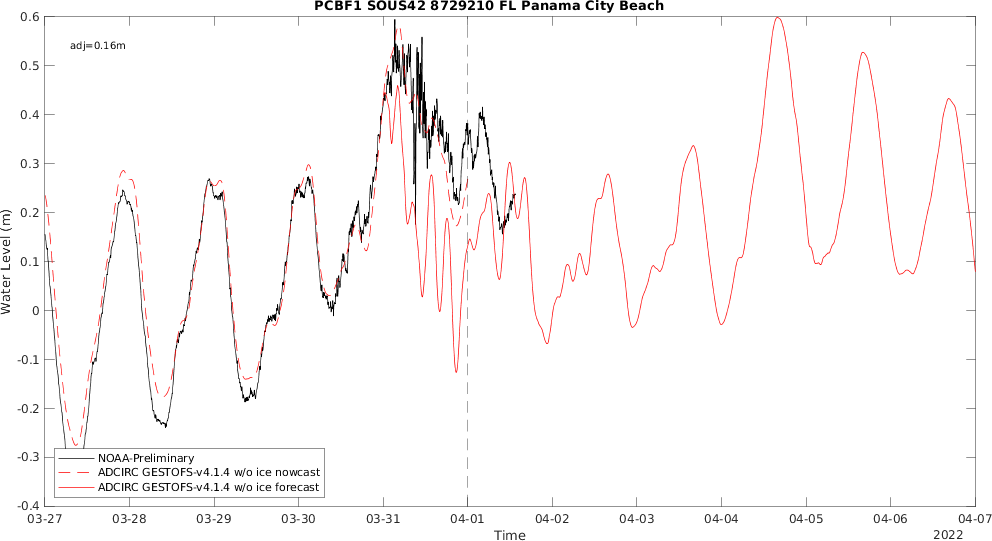 PCBF1 SOUS42 8729210 FL Panama City Beach
adj=0.16m
0.6
0.5
0.4
0.3
0.2
0.1
0
-0.1
-0.2
-0.3
-0.4
Water Level (m)
NOAA-Preliminary
ADCIRC GESTOFS-v4.1.4 w/o ice nowcast
ADCIRC GESTOFS-v4.1.4 w/o ice forecast
03-27 03-28 03-29 03-30 03-31 04-01 04-02 04-03 04-04 04-05 04-06 04-07
Time
2022